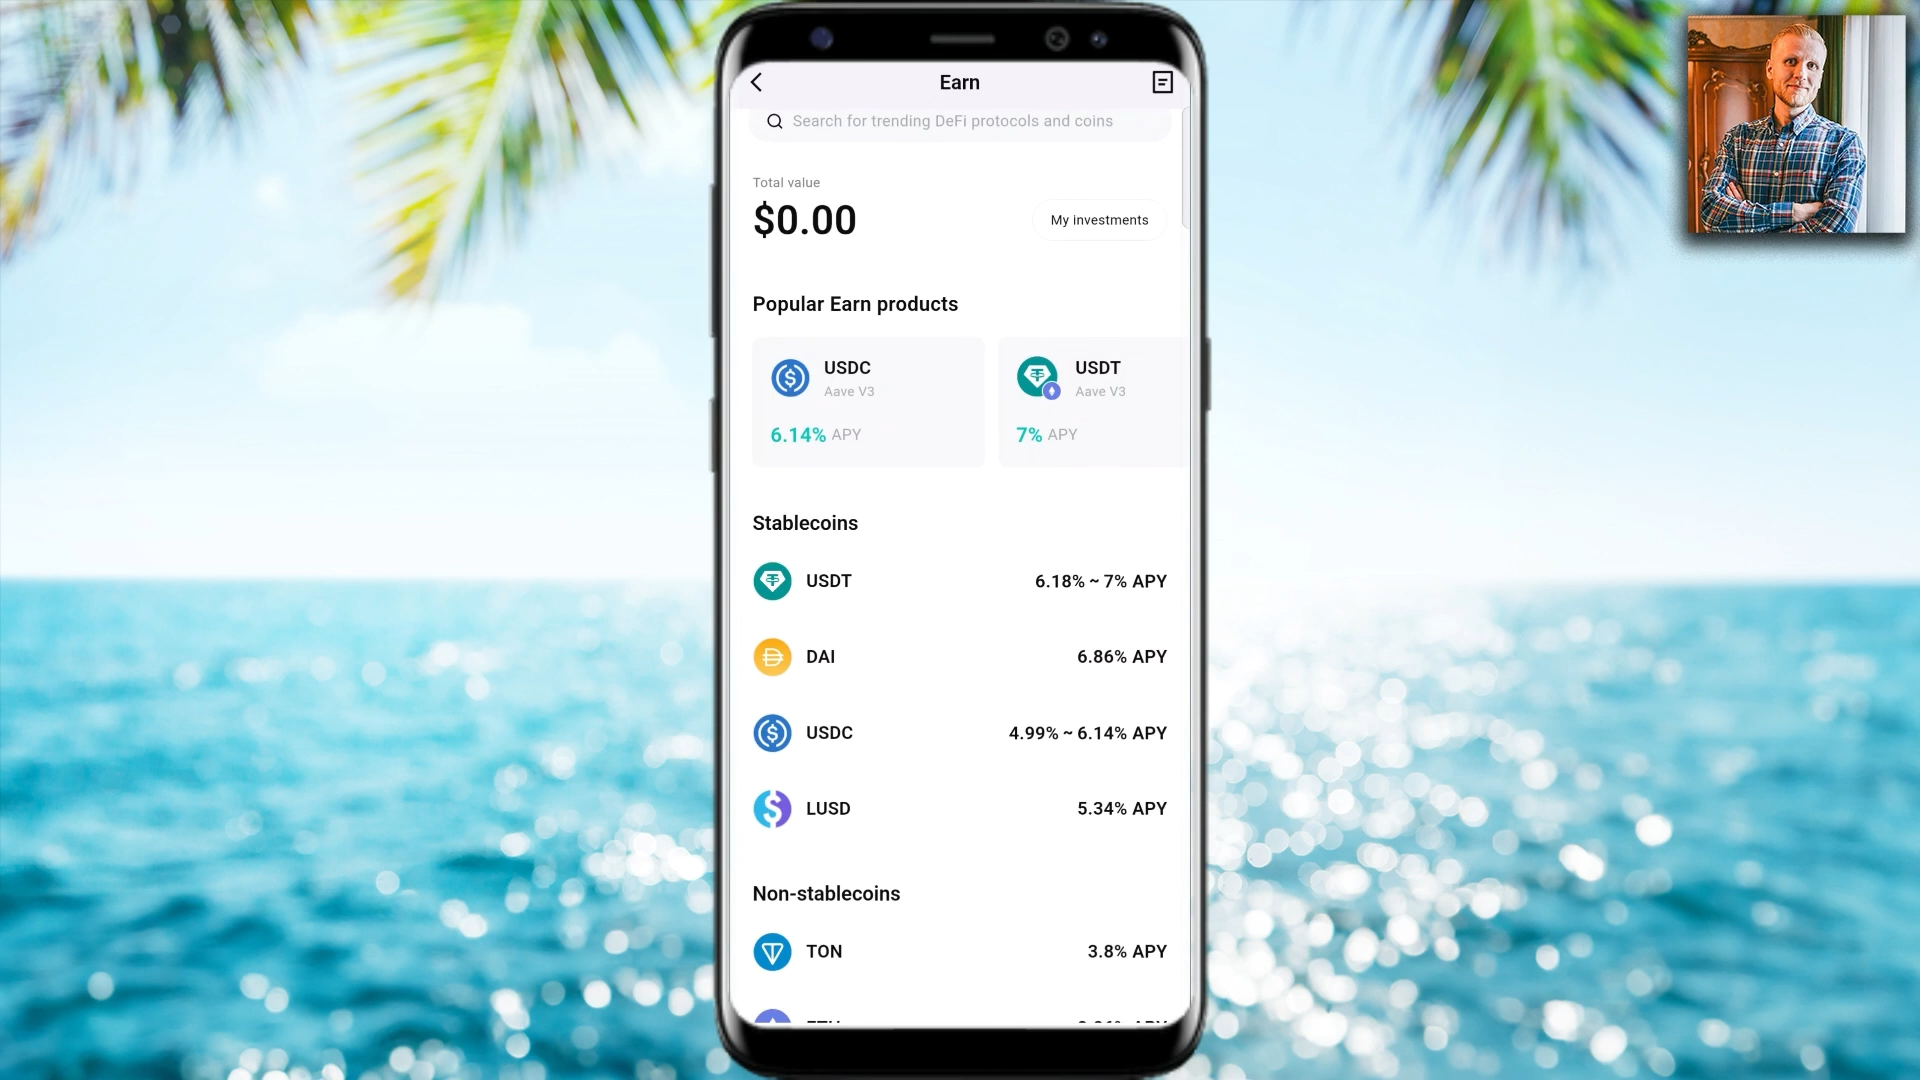 Earn
Search for trending DeFi protocols and coins
Total value
$0.00
My investments
Popular Earn products
USDC
Aave V3
6.14% APY
USDT
Aave V3
7% APY
Stablecoins
USDT 6.18% ~ 7% APY
DAI 6.86% APY
USDC 4.99% ~ 6.14% APY
LUSD 5.34% APY
Non-stablecoins
TON 3.8% APY